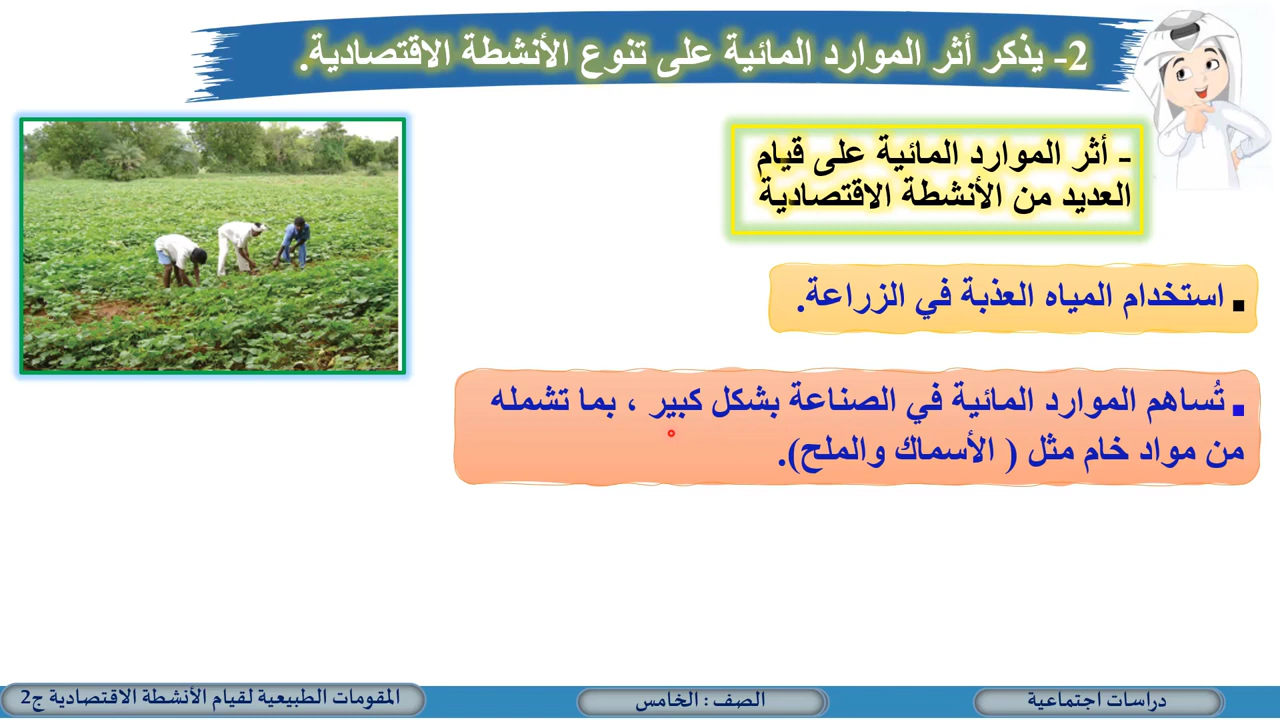 2- يذكر أثر الموارد المائية على تنوع الأنشطة الاقتصادية.
- أثر الموارد المائية على قيام
العديد من الأنشطة الاقتصادية
▪ استخدام المياه العذبة في الزراعة.
▪ تُساهم الموارد المائية في الصناعة بشكل كبير ، بما تشمله
من مواد خام مثل ( الأسماك والملح).
دراسات اجتماعية
الصف : الخامس
المقومات الطبيعية لقيام الأنشطة الاقتصادية ج2